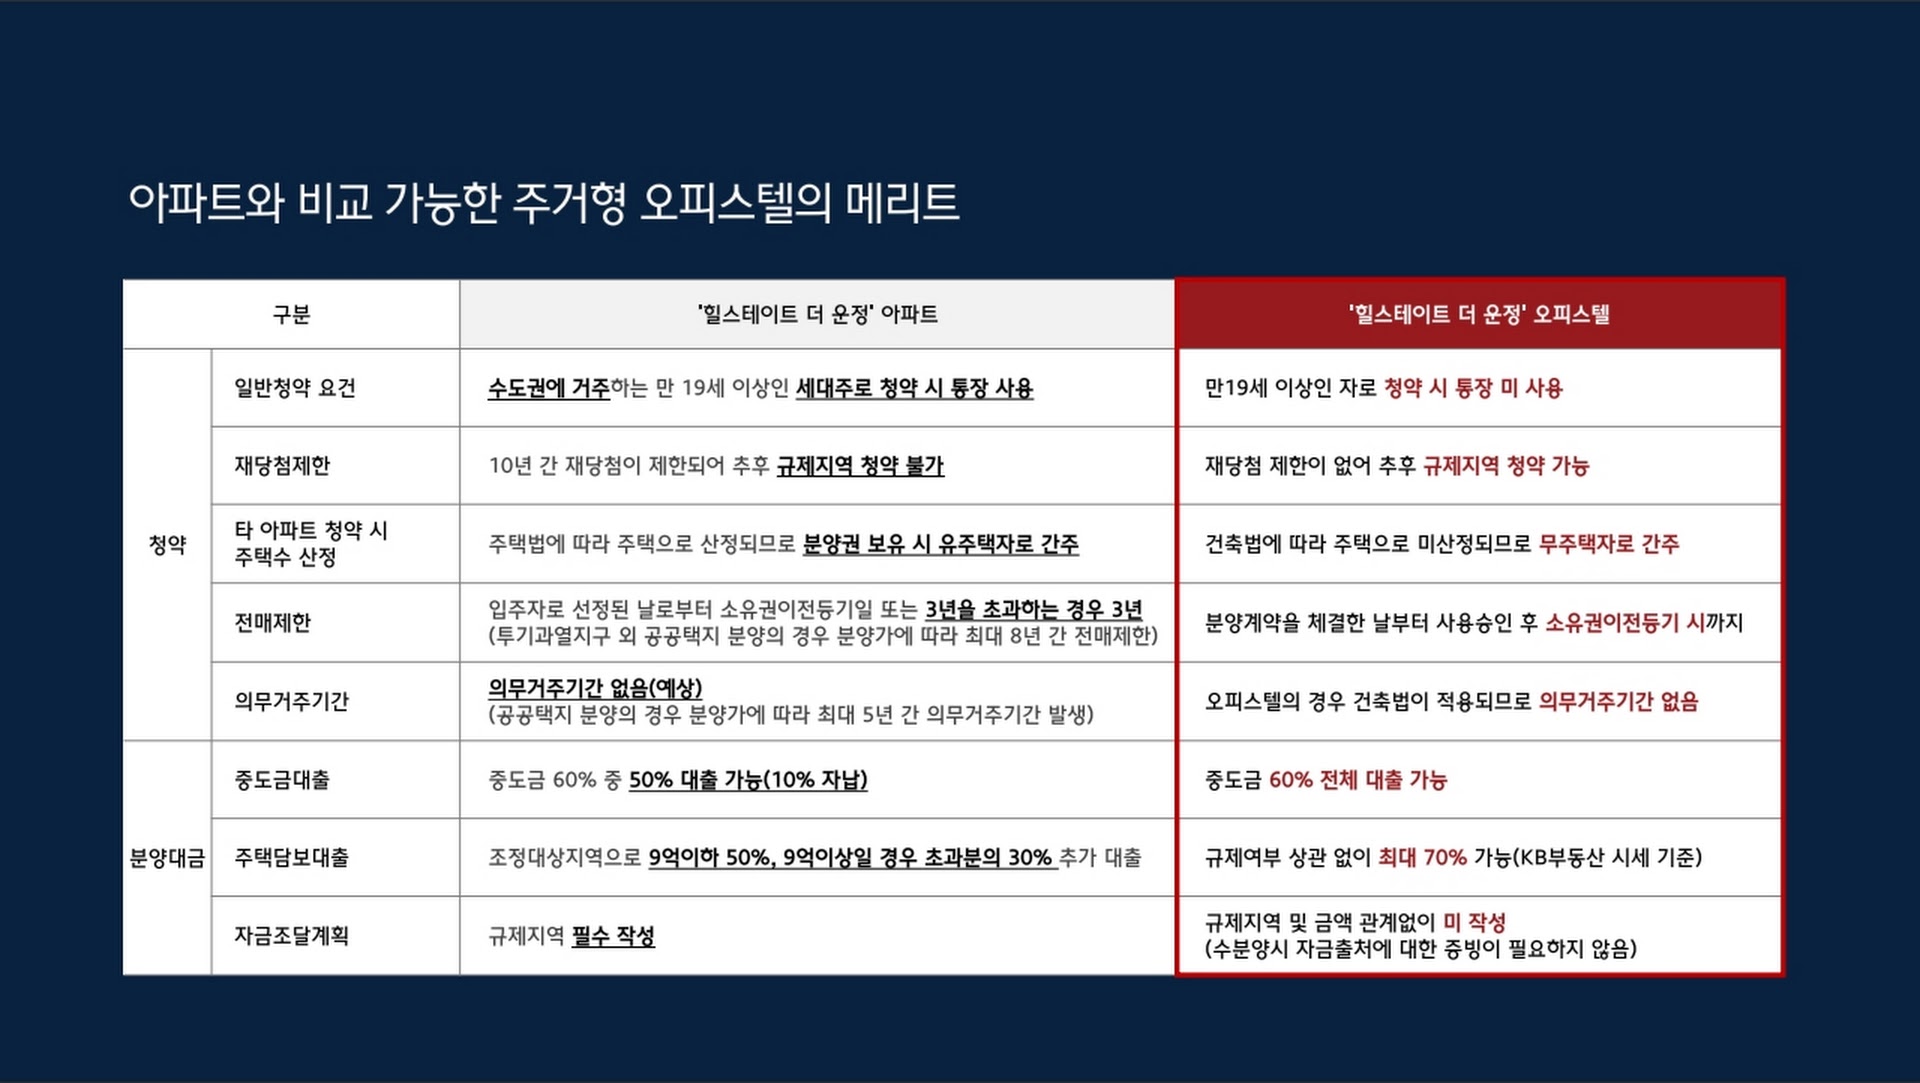 아파트와 비교 가능한 주거형 오피스텔의 메리트
구분
'힐스테이트 더 운정' 아파트
'힐스테이트 더 운정' 오피스텔
청약
일반청약 요건
수도권에 거주하는 만 19세 이상인 세대주로 청약 시 통장 사용
만19세 이상인 자로 청약 시 통장 미 사용
재당첨제한
10년 간 재당첨이 제한되어 추후 규제지역 청약 불가
재당첨 제한이 없어 추후 규제지역 청약 가능
타 아파트 청약 시
주택수 산정
주택법에 따라 주택으로 산정되므로 분양권 보유 시 유주택자로 간주
건축법에 따라 주택으로 미산정되므로 무주택자로 간주
전매제한
입주자로 선정된 날로부터 소유권이전등기일 또는 3년을 초과하는 경우 3년
(투기과열지구 외 공공택지 분양의 경우 분양가에 따라 최대 8년 간 전매제한)
분양계약을 체결한 날부터 사용승인 후 소유권이전등기 시까지
의무거주기간
의무거주기간 없음(예상)
(공공택지 분양의 경우 분양가에 따라 최대 5년 간 의무거주기간 발생)
오피스텔의 경우 건축법이 적용되므로 의무거주기간 없음
분양대금
중도금대출
중도금 60% 중 50% 대출 가능(10% 자납)
중도금 60% 전체 대출 가능
주택담보대출
조정대상지역으로 9억이하 50%, 9억이상일 경우 초과분의 30% 추가 대출
규제여부 상관 없이 최대 70% 가능(KB부동산 시세 기준)
자금조달계획
규제지역 필수 작성
규제지역 및 금액 관계없이 미 작성
(수분양시 자금출처에 대한 증빙이 필요하지 않음)